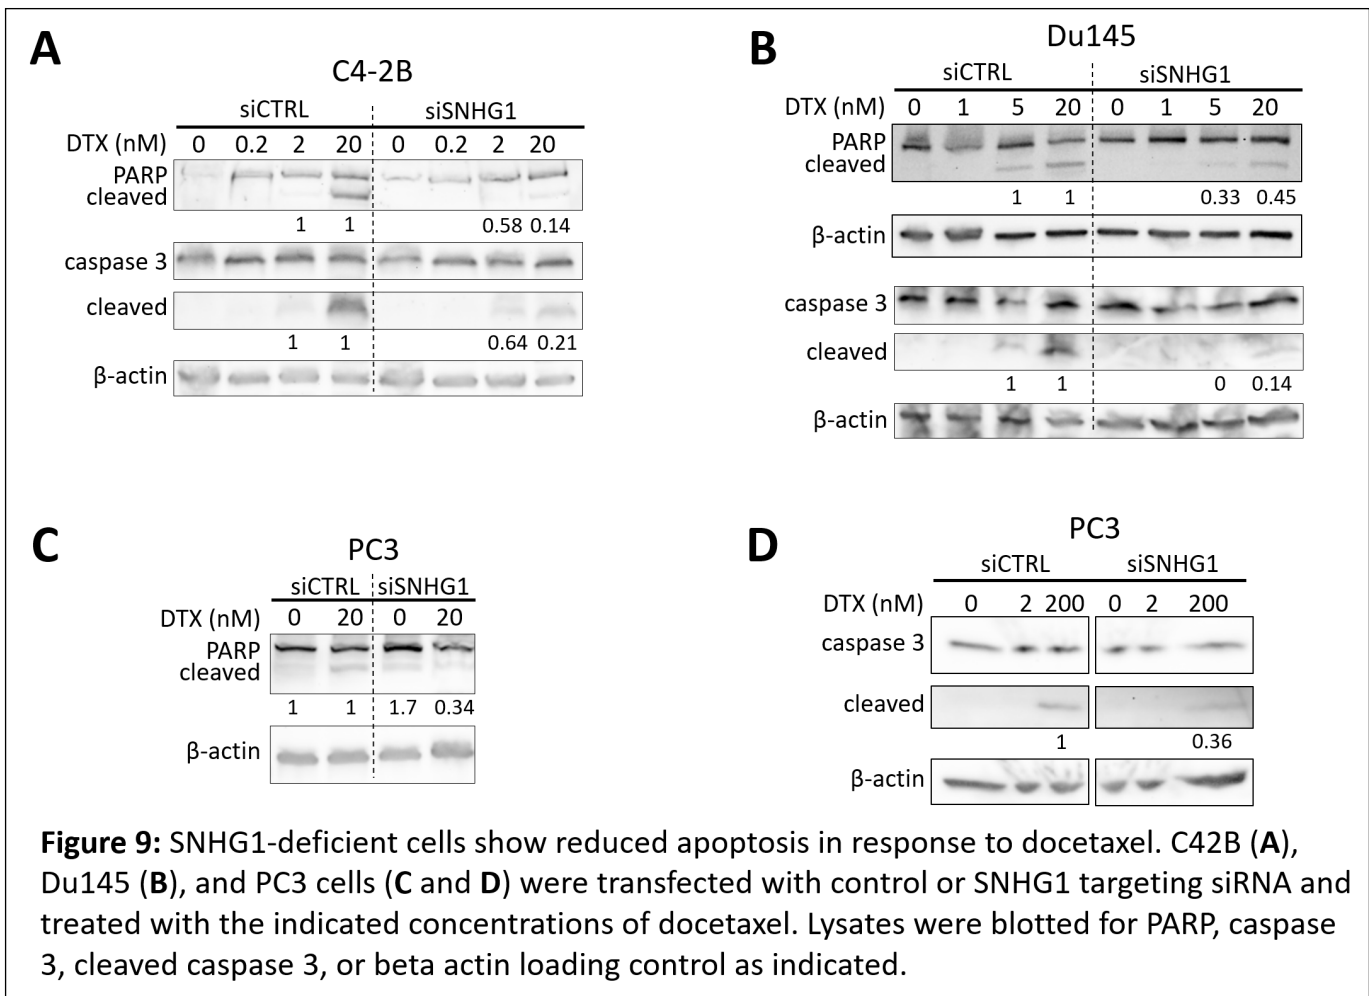 A
C4-2B
siCTRL siSNHG1
DTX (nM) 0 0.2 2 20 0 0.2 2 20
PARP
cleaved
1 1 0.58 0.14
caspase 3
cleaved
1 1 0.64 0.21
β-actin
B
Du145
siCTRL siSNHG1
DTX (nM) 0 1 5 20 0 1 5 20
PARP
cleaved
1 1 0.33 0.45
β-actin
caspase 3
cleaved
1 1 0 0.14
β-actin
C
PC3
siCTRL siSNHG1
DTX (nM) 0 20 0 20
PARP
cleaved
1 1 1.7 0.34
β-actin
D
PC3
siCTRL siSNHG1
DTX (nM) 0 2 200 0 2 200
caspase 3
cleaved
1 0.36
β-actin
Figure 9: SNHG1-deficient cells show reduced apoptosis in response to docetaxel. C42B (A),
Du145 (B), and PC3 cells (C and D) were transfected with control or SNHG1 targeting siRNA and
treated with the indicated concentrations of docetaxel. Lysates were blotted for PARP, caspase
3, cleaved caspase 3, or beta actin loading control as indicated.